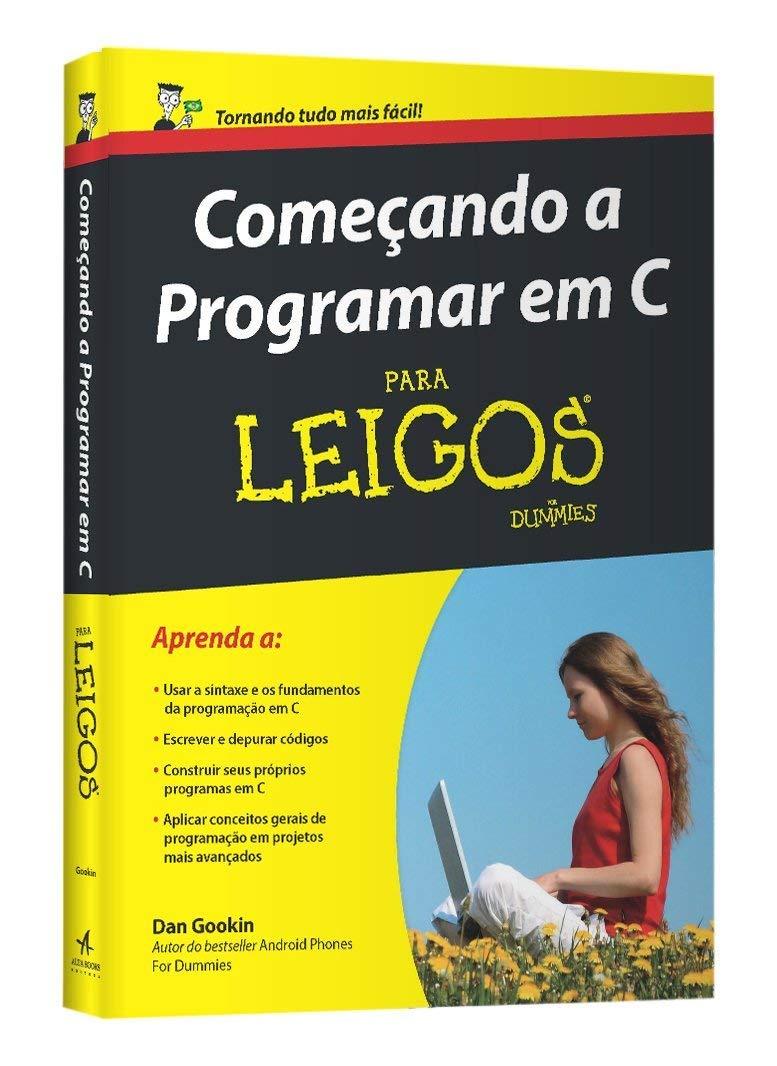 Tornando tudo mais fácil!
Começando a
Programar em C
PARA
LEIGOS®
FOR
DUMMIES
Aprenda a:
• Usar a sintaxe e os fundamentos
da programação em C
• Escrever e depurar códigos
• Construir seus próprios
programas em C
• Aplicar conceitos gerais de
programação em projetos
mais avançados
Dan Gookin
Autor do bestseller Android Phones
For Dummies
Começando a Programar em C
PARA
LEIGOS
Gookin
ALTA BOOKS
EDITORA